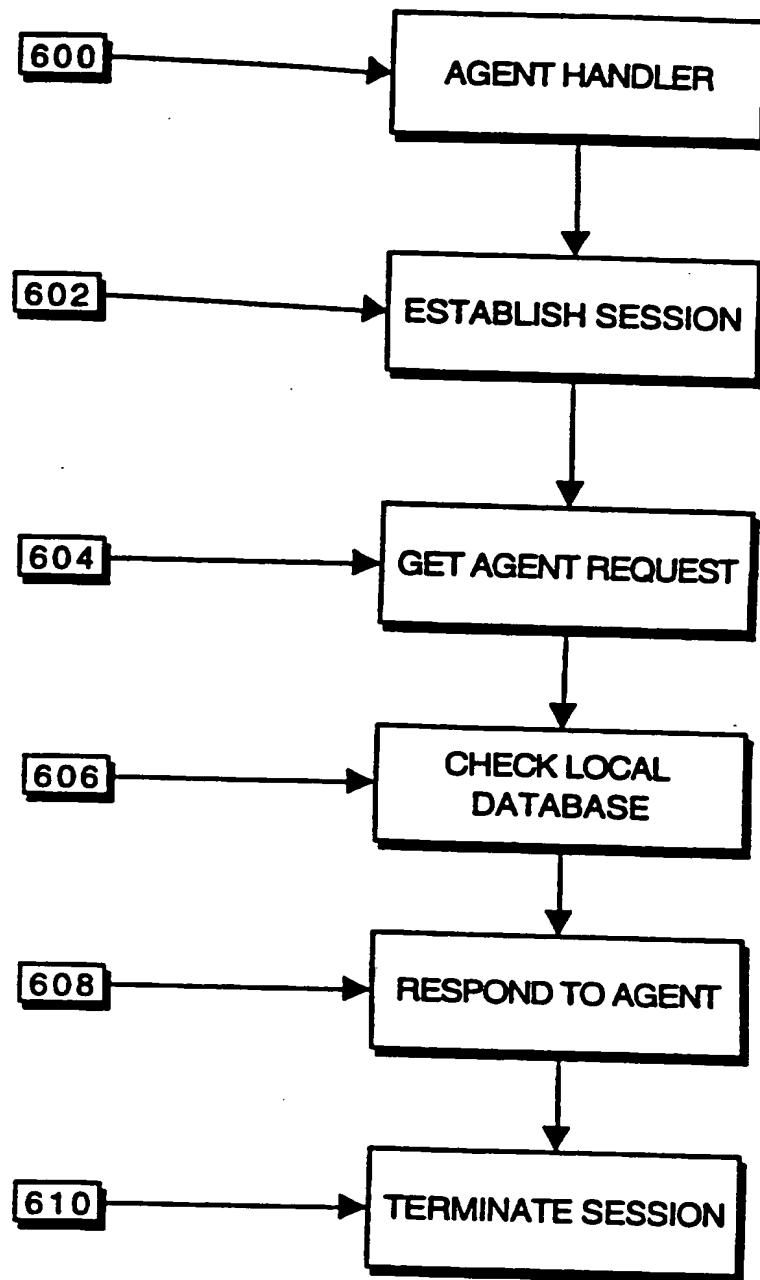 600
AGENT HANDLER
602
ESTABLISH SESSION
604
GET AGENT REQUEST
606
CHECK LOCAL
DATABASE
608
RESPOND TO AGENT
610
TERMINATE SESSION